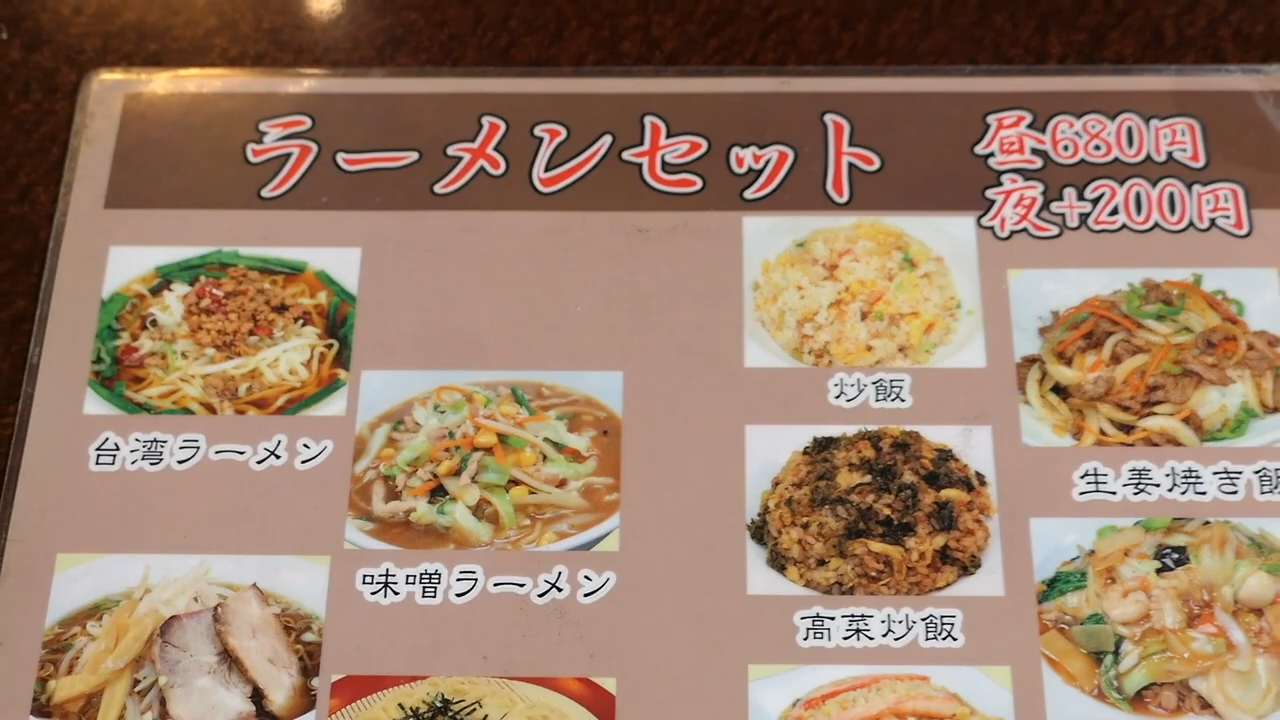 ラーメンセット
昼680円
夜+200円
台湾ラーメン
味噌ラーメン
炒飯
高菜炒飯
生姜焼き飯